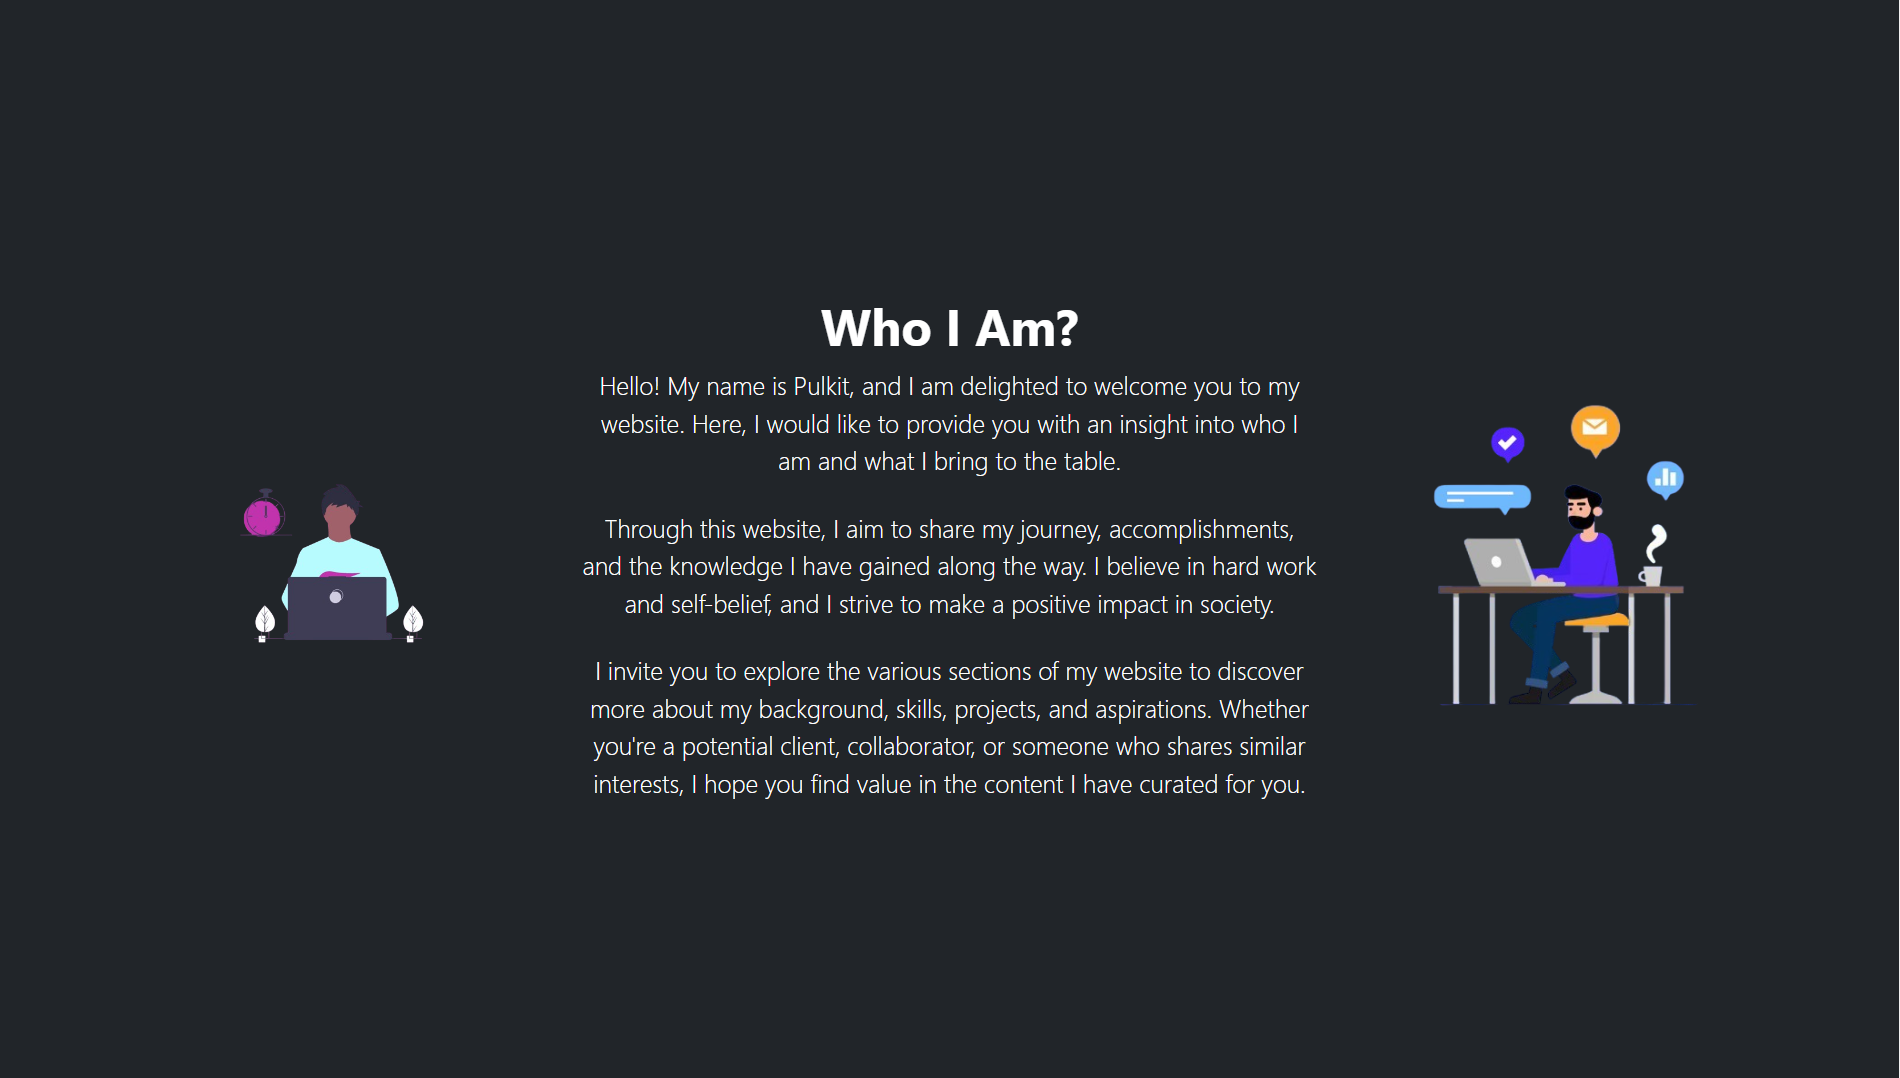 Who I Am?
Hello! My name is Pulkit, and I am delighted to welcome you to my
website. Here, I would like to provide you with an insight into who I
am and what I bring to the table.
Through this website, I aim to share my journey, accomplishments,
and the knowledge I have gained along the way. I believe in hard work
and self-belief, and I strive to make a positive impact in society.
I invite you to explore the various sections of my website to discover
more about my background, skills, projects, and aspirations. Whether
you're a potential client, collaborator, or someone who shares similar
interests, I hope you find value in the content I have curated for you.